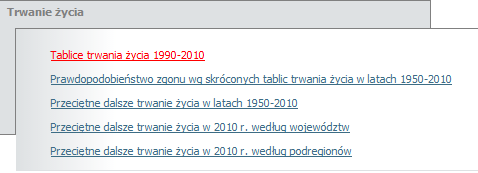 Trwanie życia
Tablice trwania życia 1990-2010
Prawdopodobieństwo zgonu wg skróconych tablic trwania życia w latach 1950-2010
Przeciętne dalsze trwanie życia w latach 1950-2010
Przeciętne dalsze trwanie życia w 2010 r. według województw
Przeciętne dalsze trwanie życia w 2010 r. według podregionów